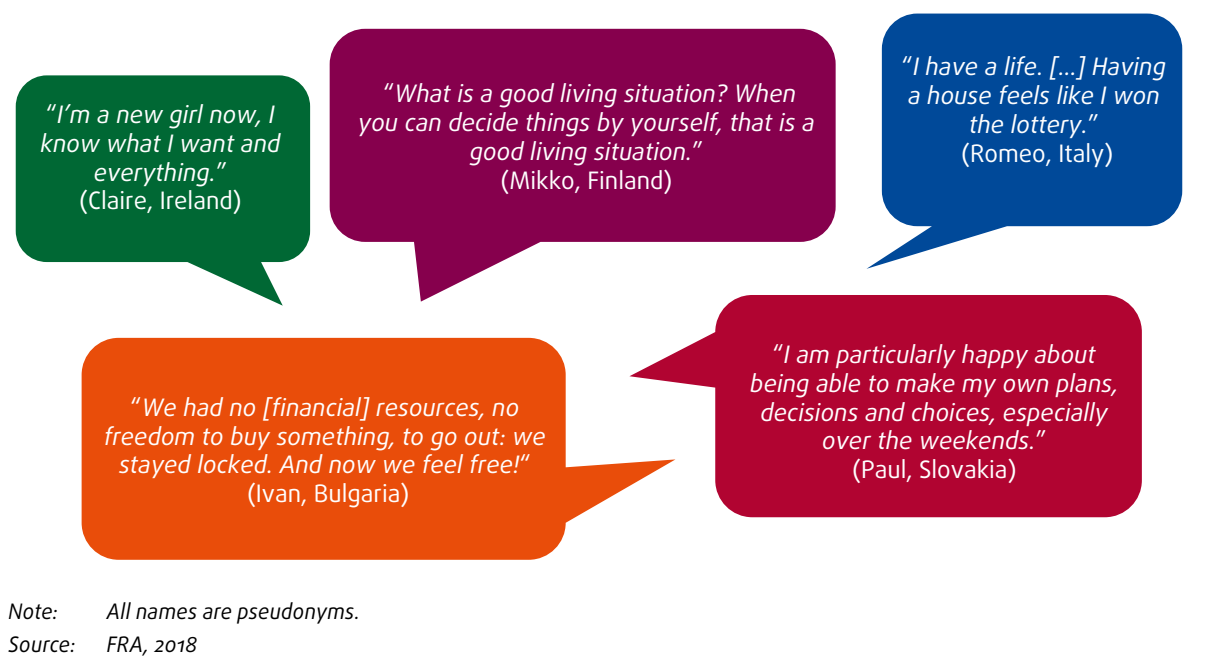 “I’m a new girl now, I
know what I want and
everything.”
(Claire, Ireland)
“What is a good living situation? When
you can decide things by yourself, that is a
good living situation.”
(Mikko, Finland)
“I have a life. [...] Having
a house feels like I won
the lottery.”
(Romeo, Italy)
“We had no [financial] resources, no
freedom to buy something, to go out: we
stayed locked. And now we feel free!“
(Ivan, Bulgaria)
“I am particularly happy about
being able to make my own plans,
decisions and choices, especially
over the weekends.”
(Paul, Slovakia)
Note: All names are pseudonyms.
Source: FRA, 2018